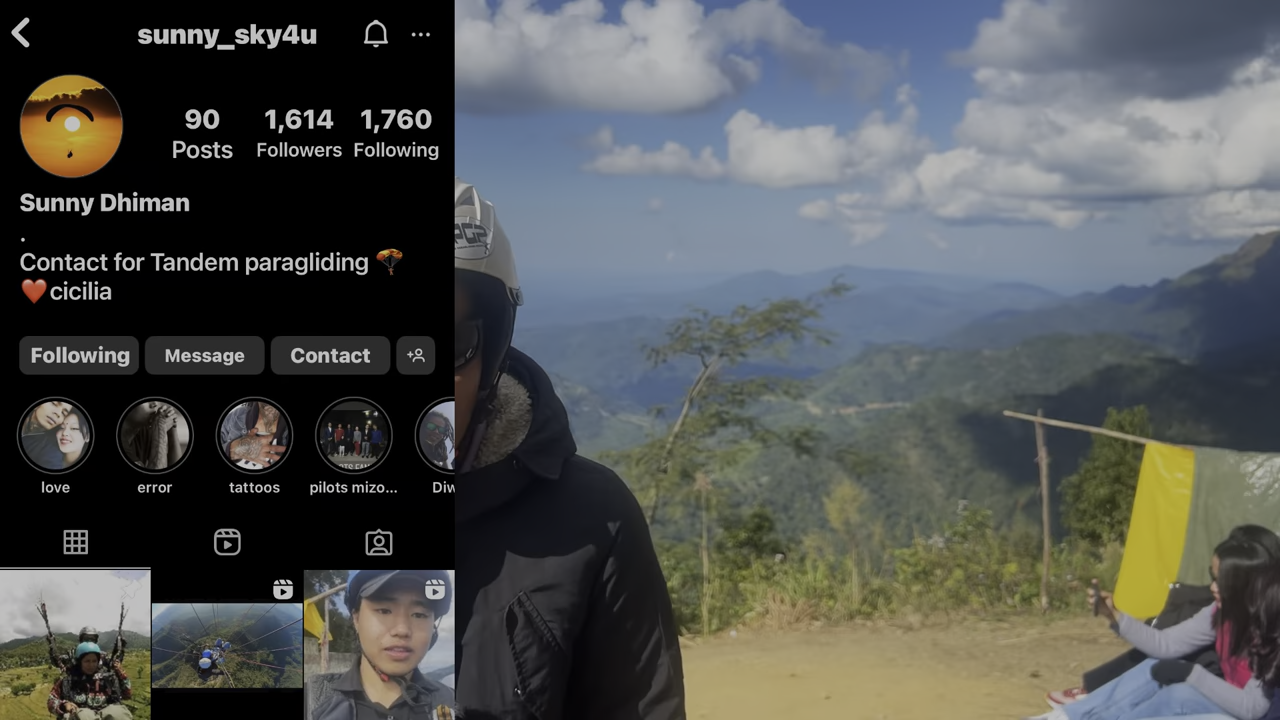 sunny_sky4u
90
Posts
1,614
Followers
1,760
Following
Sunny Dhiman
.
Contact for Tandem paragliding 🪂
❤️cicilia
Following
Message
Contact
love
error
tattoos
pilots mizo...
Diw